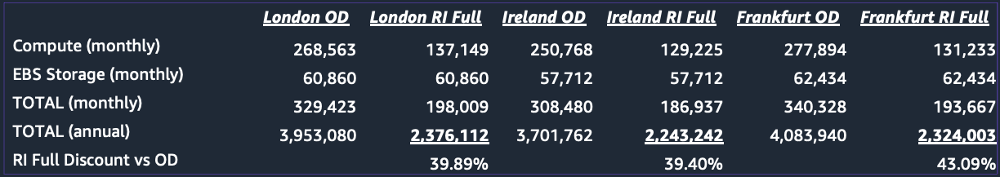 London OD London RI Full Ireland OD Ireland RI Full Frankfurt OD Frankfurt RI Full
Compute (monthly) 268,563 137,149 250,768 129,225 277,894 131,233
EBS Storage (monthly) 60,860 60,860 57,712 57,712 62,434 62,434
TOTAL (monthly) 329,423 198,009 308,480 186,937 340,328 193,667
TOTAL (annual) 3,953,080 2,376,112 3,701,762 2,243,242 4,083,940 2,324,003
RI Full Discount vs OD 39.89% 39.40% 43.09%